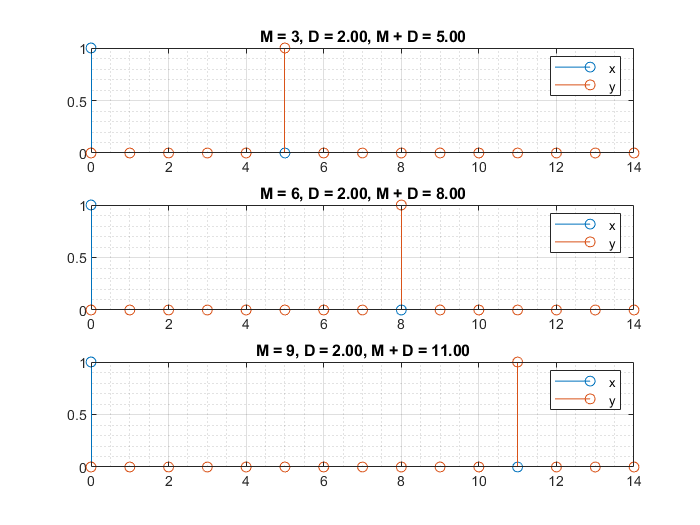 M = 3, D = 2.00, M + D = 5.00
1
0.5
0
0 2 4 6 8 10 12 14
x
y
M = 6, D = 2.00, M + D = 8.00
1
0.5
0
0 2 4 6 8 10 12 14
x
y
M = 9, D = 2.00, M + D = 11.00
1
0.5
0
0 2 4 6 8 10 12 14
x
y